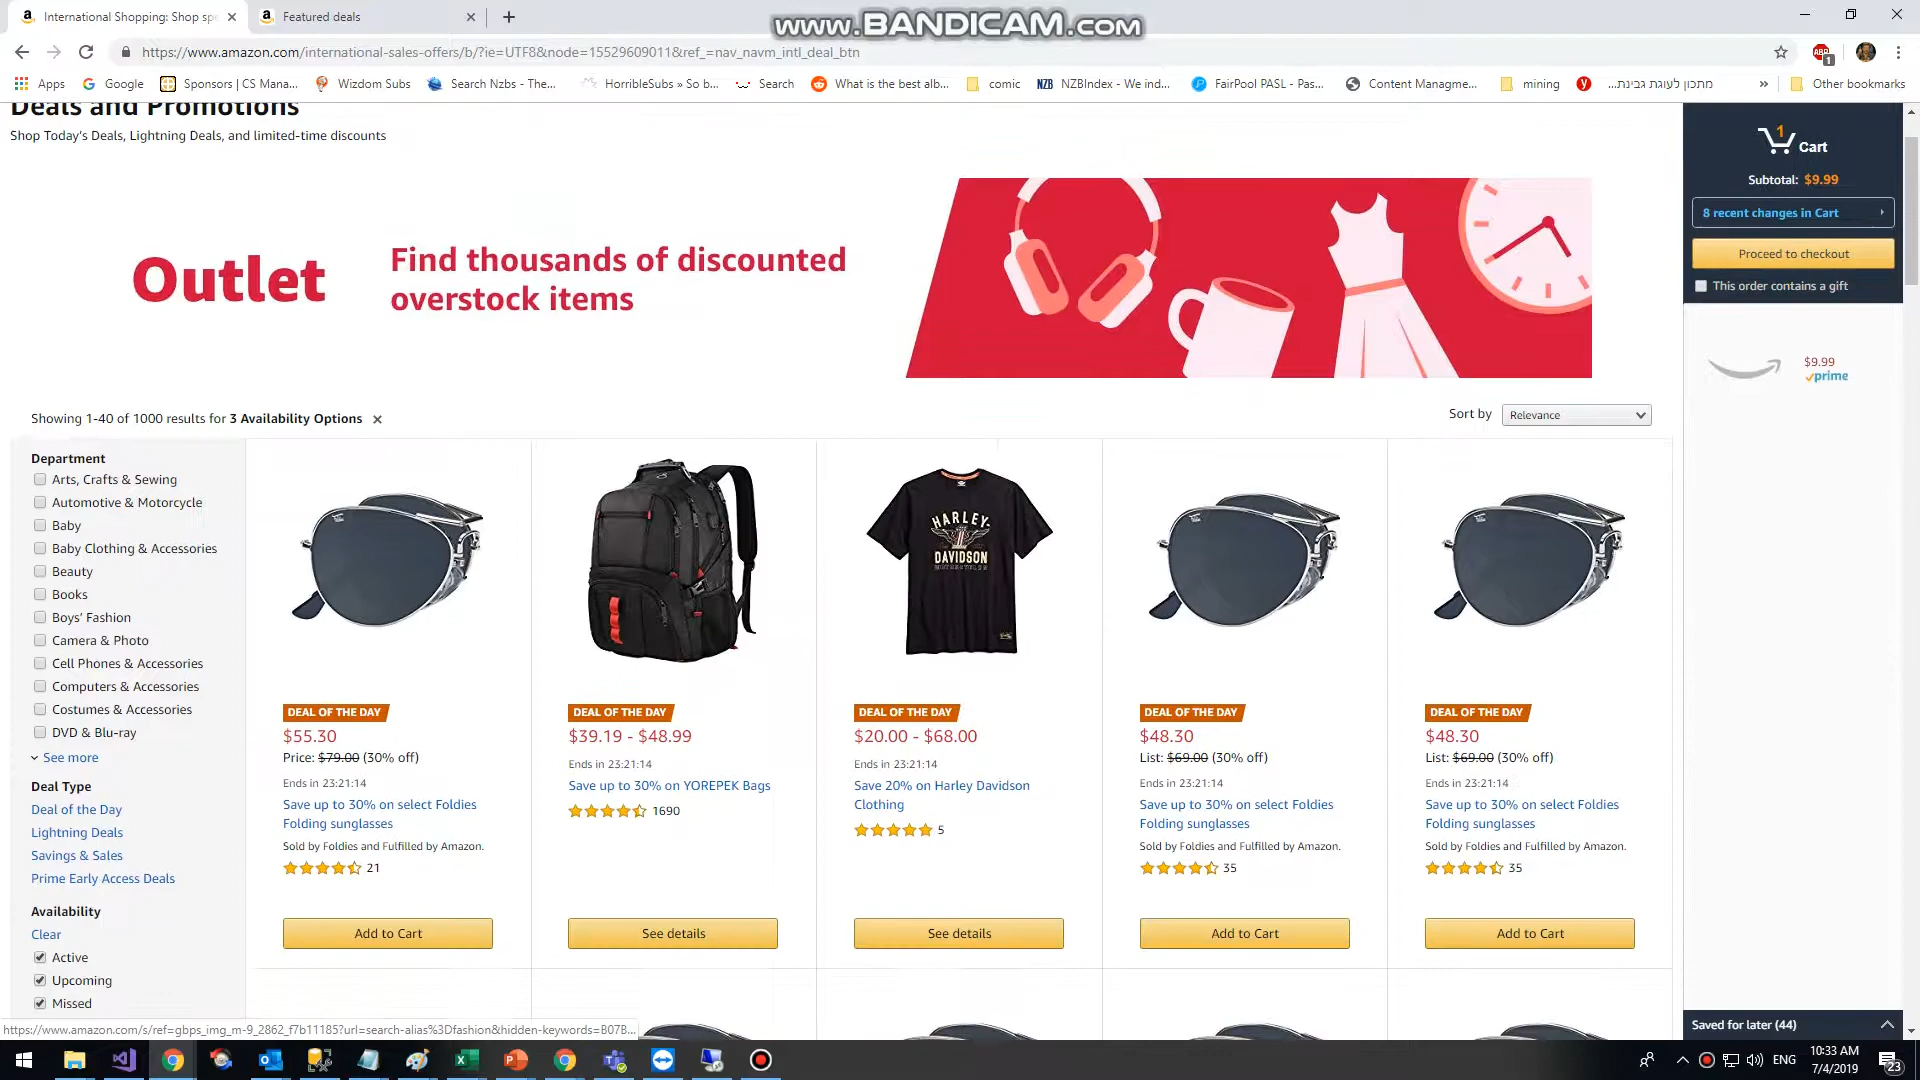 International Shopping: Shop spe
Featured deals
www.BANDICAM.com
https://www.amazon.com/international-sales-offers/b/?ie=UTF8&node=15529609011&ref_=nav_navm_intl_deal_btn
ABP
1
Apps
Google
Sponsors | CS Mana...
Wizdom Subs
Search Nzbs - The...
HorribleSubs » So b...
Search
What is the best alb...
comic
NZB
NZBIndex - We ind...
FairPool PASL - Pas...
Content Managme...
mining
מתכון לעוגת גבינת...
»
Other bookmarks
Deals and Promotions
Shop Today's Deals, Lightning Deals, and limited-time discounts
Outlet
Find thousands of discounted
overstock items
1
Cart
Subtotal: $9.99
8 recent changes in Cart
Proceed to checkout
This order contains a gift
$9.99
prime
Showing 1-40 of 1000 results for 3 Availability Options
Sort by
Relevance
Department
Arts, Crafts & Sewing
Automotive & Motorcycle
Baby
Baby Clothing & Accessories
Beauty
Books
Boys' Fashion
Camera & Photo
Cell Phones & Accessories
Computers & Accessories
Costumes & Accessories
DVD & Blu-ray
See more
Deal Type
Deal of the Day
Lightning Deals
Savings & Sales
Prime Early Access Deals
Availability
Clear
Active
Upcoming
Missed
DEAL OF THE DAY
$55.30
Price: $79.00 (30% off)
Ends in 23:21:14
Save up to 30% on select Foldies
Folding sunglasses
Sold by Foldies and Fulfilled by Amazon.
21
Add to Cart
DEAL OF THE DAY
$39.19 - $48.99
Ends in 23:21:14
Save up to 30% on YOREPEK Bags
1690
See details
HARLEY-
DAVIDSON
DEAL OF THE DAY
$20.00 - $68.00
Ends in 23:21:14
Save 20% on Harley Davidson
Clothing
5
See details
DEAL OF THE DAY
$48.30
List: $69.00 (30% off)
Ends in 23:21:14
Save up to 30% on select Foldies
Folding sunglasses
Sold by Foldies and Fulfilled by Amazon.
35
Add to Cart
DEAL OF THE DAY
$48.30
List: $69.00 (30% off)
Ends in 23:21:14
Save up to 30% on select Foldies
Folding sunglasses
Sold by Foldies and Fulfilled by Amazon.
35
Add to Cart
Saved for later (44)
https://www.amazon.com/s/ref=gbps_img_m-9_2862_f7b11185?url=search-alias%3Dfashion&hidden-keywords=B07B...
ENG
10:33 AM
7/4/2019
23